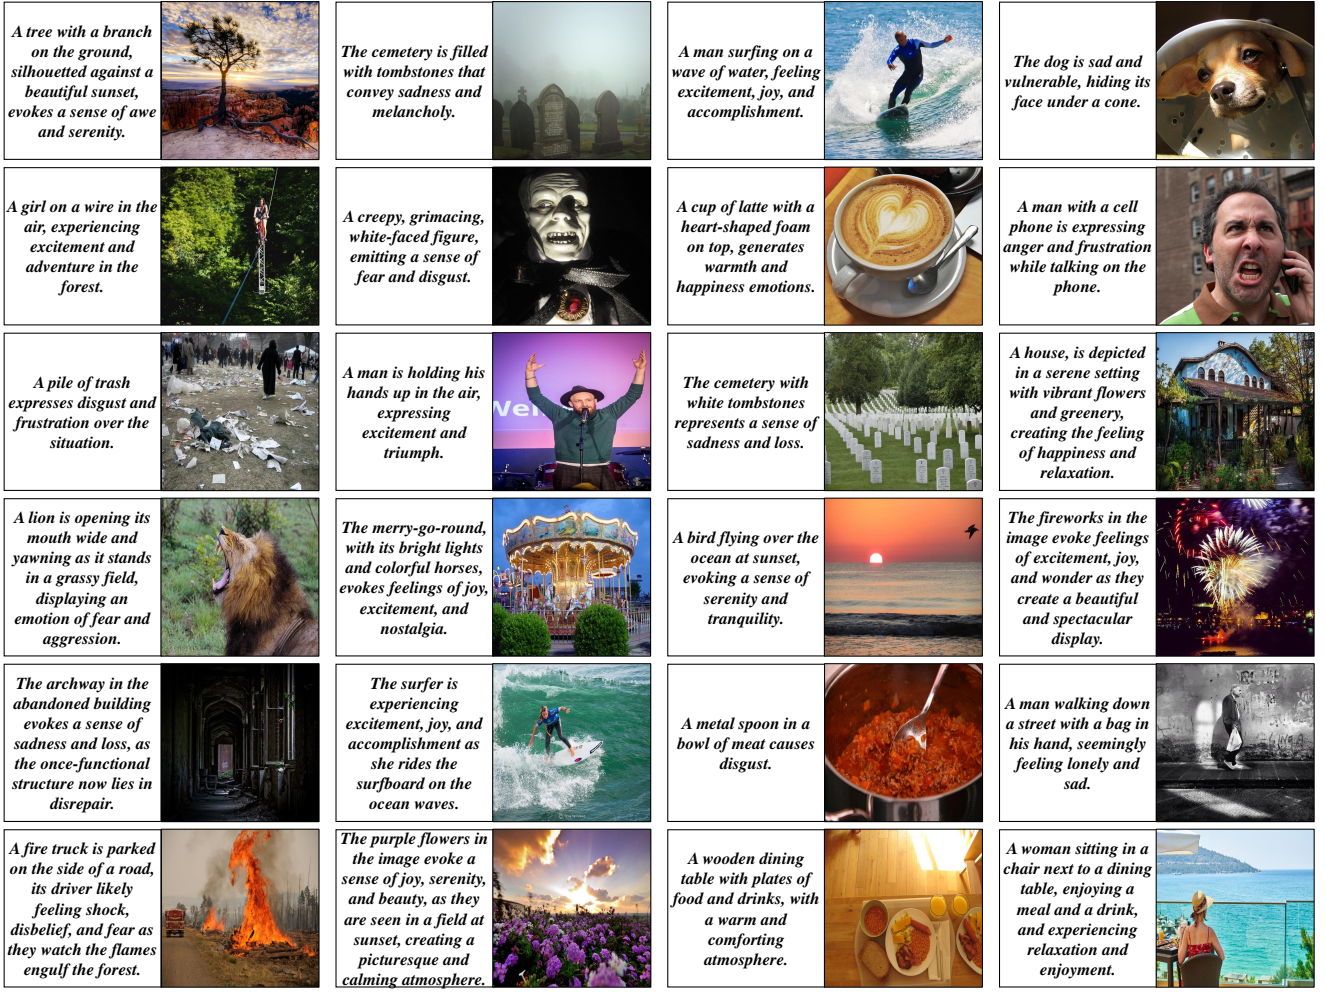 A tree with a branch
on the ground,
silhouetted against a
beautiful sunset,
evokes a sense of awe
and serenity.
The cemetery is filled
with tombstones that
convey sadness and
melancholy.
A man surfing on a
wave of water, feeling
excitement, joy, and
accomplishment.
The dog is sad and
vulnerable, hiding its
face under a cone.
A girl on a wire in the
air, experiencing
excitement and
adventure in the
forest.
A creepy, grimacing,
white-faced figure,
emitting a sense of
fear and disgust.
A cup of latte with a
heart-shaped foam
on top, generates
warmth and
happiness emotions.
A man with a cell
phone is expressing
anger and frustration
while talking on the
phone.
A pile of trash
expresses disgust and
frustration over the
situation.
A man is holding his
hands up in the air,
expressing
excitement and
triumph.
Wel
The cemetery with
white tombstones
represents a sense of
sadness and loss.
A house, is depicted
in a serene setting
with vibrant flowers
and greenery,
creating the feeling
of happiness and
relaxation.
A lion is opening its
mouth wide and
yawning as it stands
in a grassy field,
displaying an
emotion of fear and
aggression.
The merry-go-round,
with its bright lights
and colorful horses,
evokes feelings of joy,
excitement, and
nostalgia.
A bird flying over the
ocean at sunset,
evoking a sense of
serenity and
tranquility.
The fireworks in the
image evoke feelings
of excitement, joy,
and wonder as they
create a beautiful
and spectacular
display.
The archway in the
abandoned building
evokes a sense of
sadness and loss, as
the once-functional
structure now lies in
disrepair.
The surfer is
experiencing
excitement, joy, and
accomplishment as
she rides the
surfboard on the
ocean waves.
A metal spoon in a
bowl of meat causes
disgust.
A man walking down
a street with a bag in
his hand, seemingly
feeling lonely and
sad.
A fire truck is parked
on the side of a road,
its driver likely
feeling shock,
disbelief, and fear as
they watch the flames
engulf the forest.
The purple flowers in
the image evoke a
sense of joy, serenity,
and beauty, as they
are seen in a field at
sunset, creating a
picturesque and
calming atmosphere.
A wooden dining
table with plates of
food and drinks, with
a warm and
comforting
atmosphere.
A woman sitting in a
chair next to a dining
table, enjoying a
meal and a drink,
and experiencing
relaxation and
enjoyment.